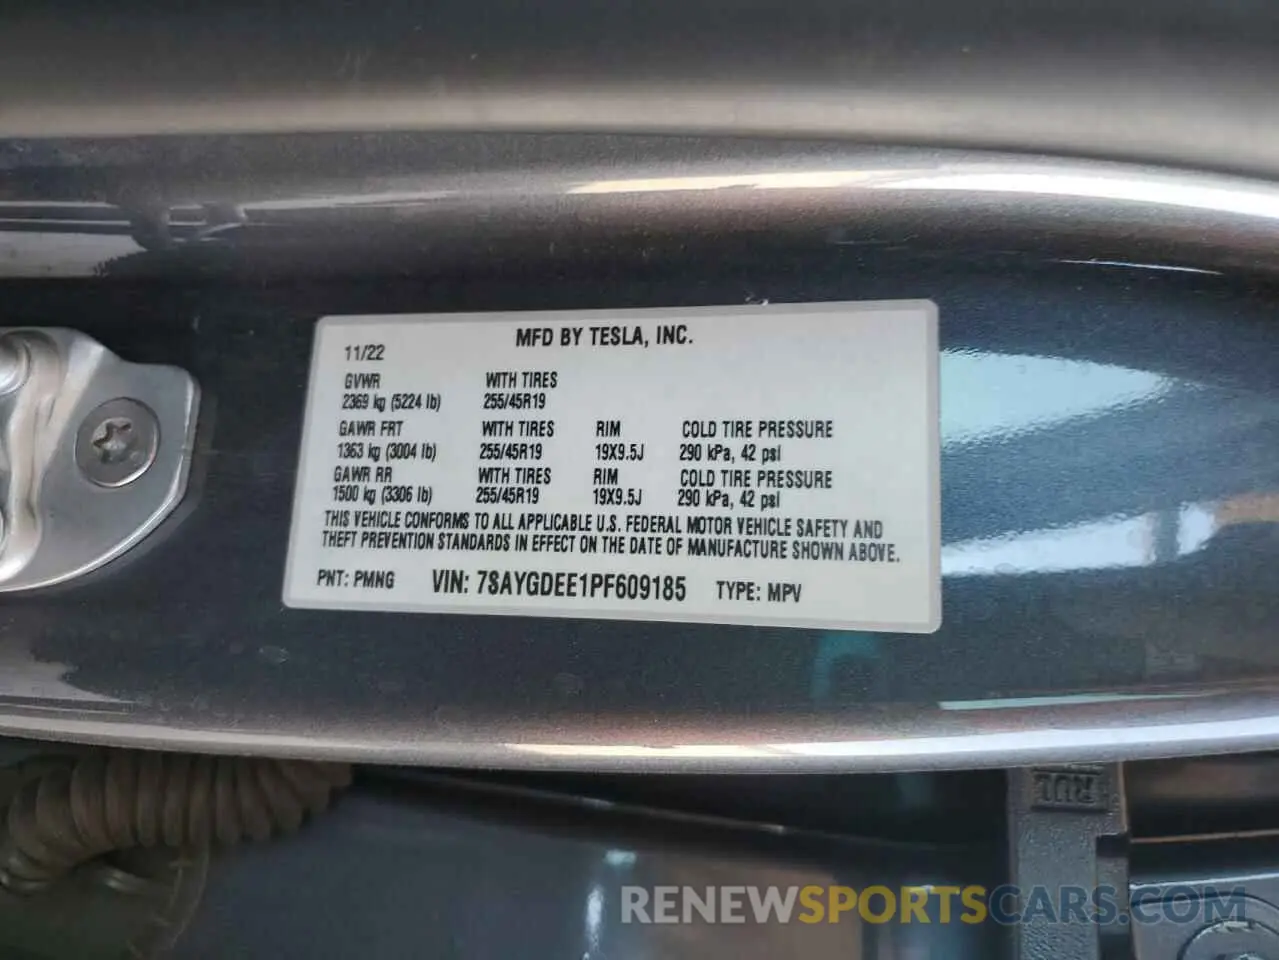 MFD BY TESLA, INC.
11/22
GVWR WITH TIRES
2369 kg (5224 lb) 255/45R19
GAWR FRT WITH TIRES RIM COLD TIRE PRESSURE
1363 kg (3004 lb) 255/45R19 19X9.5J 290 kPa, 42 psi
GAWR RR WITH TIRES RIM COLD TIRE PRESSURE
1500 kg (3306 lb) 255/45R19 19X9.5J 290 kPa, 42 psi
THIS VEHICLE CONFORMS TO ALL APPLICABLE U.S. FEDERAL MOTOR VEHICLE SAFETY AND
THEFT PREVENTION STANDARDS IN EFFECT ON THE DATE OF MANUFACTURE SHOWN ABOVE.
PNT: PMNG VIN: 7SAYGDEE1PF609185 TYPE: MPV
RUL
RENEWSPORTSCARS.COM